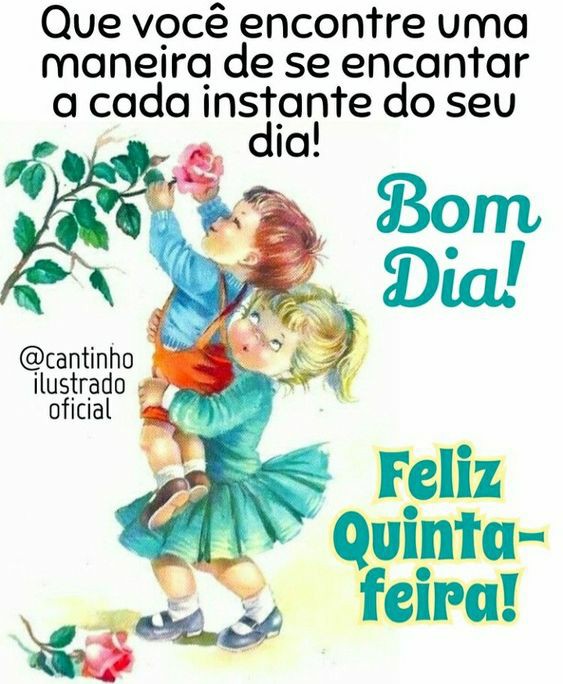 Que você encontre uma
maneira de se encantar
a cada instante do seu
dia!
Bom
Dia!
@cantinho
ilustrado
oficial
Feliz
Quinta-
feira!